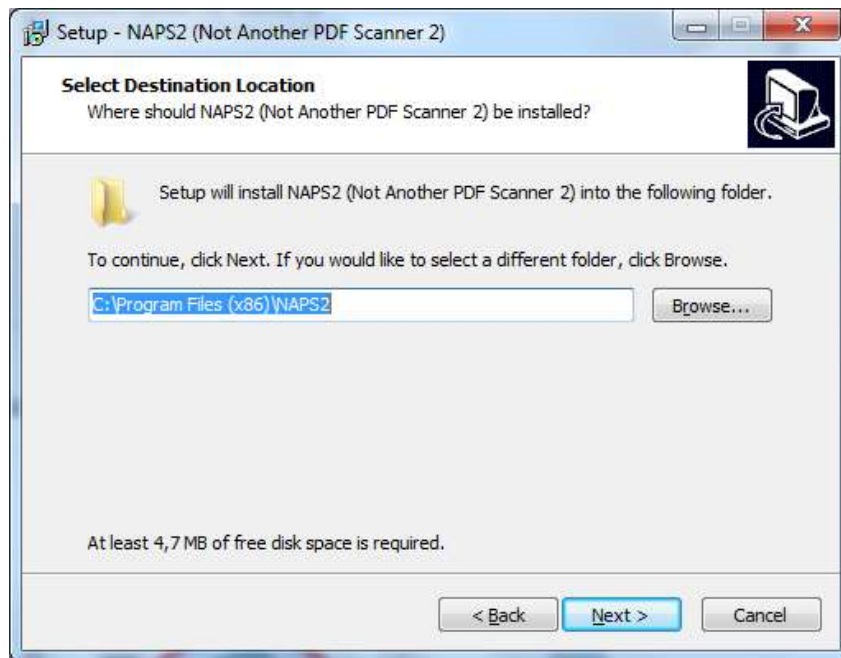 Setup - NAPS2 (Not Another PDF Scanner 2)
Select Destination Location
Where should NAPS2 (Not Another PDF Scanner 2) be installed?
Setup will install NAPS2 (Not Another PDF Scanner 2) into the following folder.
To continue, click Next. If you would like to select a different folder, click Browse.
C:\Program Files (x86)\NAPS2
Browse...
At least 4,7 MB of free disk space is required.
< Back
Next >
Cancel